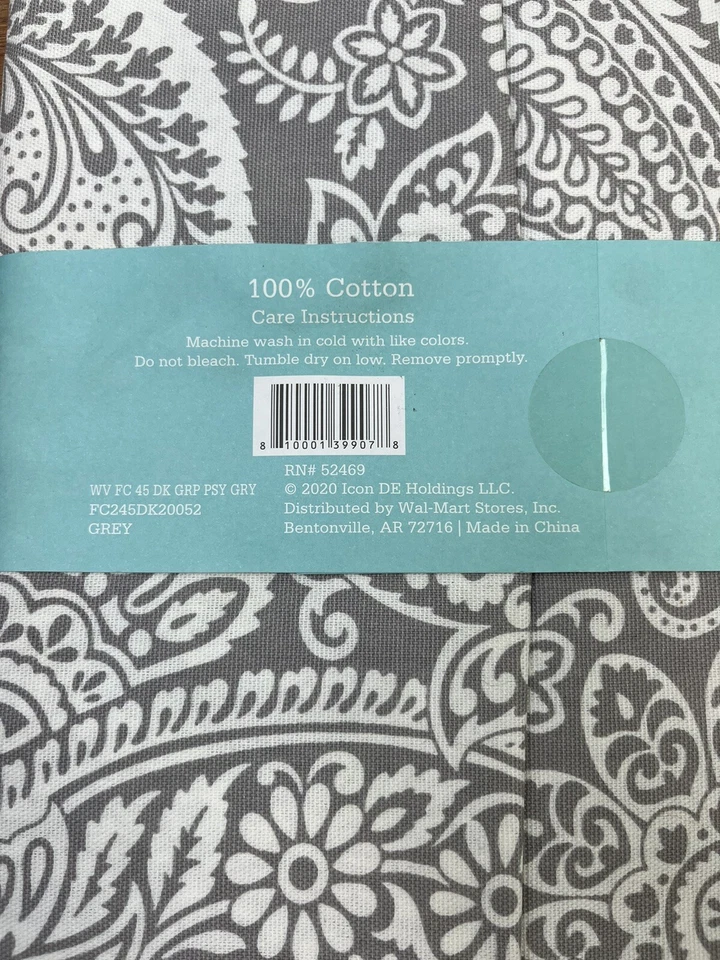 100% Cotton
Care Instructions
Machine wash in cold with like colors.
Do not bleach. Tumble dry on low. Remove promptly.
8 10001 39907 8
RN# 52469
WV FC 45 DK GRP PSY GRY © 2020 Icon DE Holdings LLC.
FC245DK20052 Distributed by Wal-Mart Stores, Inc.
GREY Bentonville, AR 72716 | Made in China